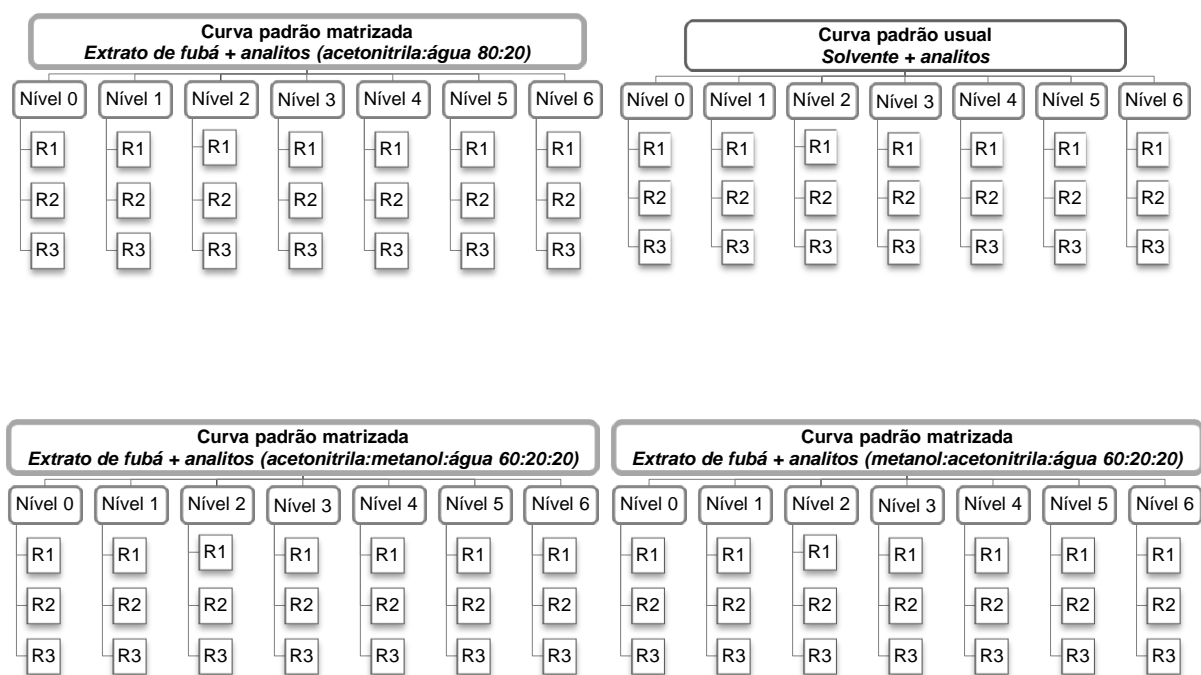 Curva padrão matrizada
Extrato de fubá + analitos (acetonitrila:água 80:20)
Nível 0 Nível 1 Nível 2 Nível 3 Nível 4 Nível 5 Nível 6
R1 R1 R1 R1 R1 R1 R1
R2 R2 R2 R2 R2 R2 R2
R3 R3 R3 R3 R3 R3 R3
Curva padrão usual
Solvente + analitos
Nível 0 Nível 1 Nível 2 Nível 3 Nível 4 Nível 5 Nível 6
R1 R1 R1 R1 R1 R1 R1
R2 R2 R2 R2 R2 R2 R2
R3 R3 R3 R3 R3 R3 R3
Curva padrão matrizada
Extrato de fubá + analitos (acetonitrila:metanol:água 60:20:20)
Nível 0 Nível 1 Nível 2 Nível 3 Nível 4 Nível 5 Nível 6
R1 R1 R1 R1 R1 R1 R1
R2 R2 R2 R2 R2 R2 R2
R3 R3 R3 R3 R3 R3 R3
Curva padrão matrizada
Extrato de fubá + analitos (metanol:acetonitrila:água 60:20:20)
Nível 0 Nível 1 Nível 2 Nível 3 Nível 4 Nível 5 Nível 6
R1 R1 R1 R1 R1 R1 R1
R2 R2 R2 R2 R2 R2 R2
R3 R3 R3 R3 R3 R3 R3